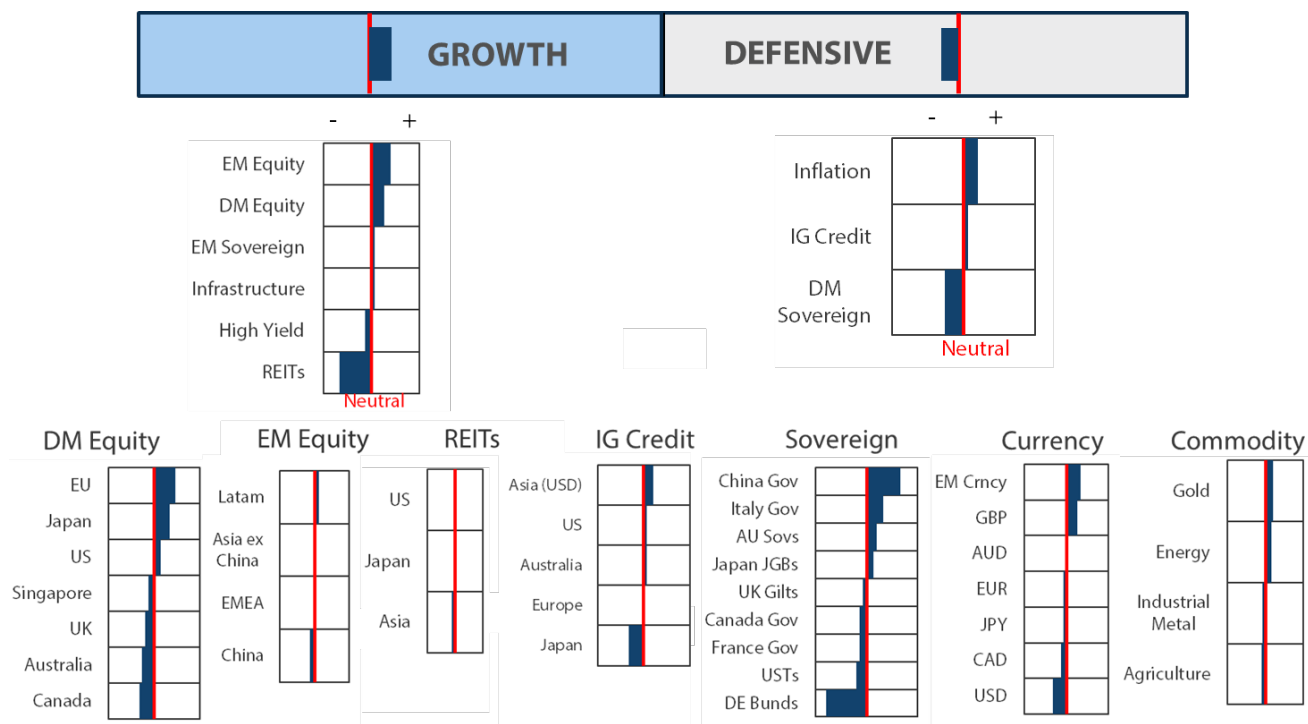 GROWTH
DEFENSIVE
- +
- +
EM Equity
DM Equity
EM Sovereign
Infrastructure
High Yield
REITs
Neutral
Inflation
IG Credit
DM
Sovereign
Neutral
DM Equity
EU
Japan
US
Singapore
UK
Australia
Canada
EM Equity
Latam
Asia ex
China
EMEA
China
REITs
US
Japan
Asia
IG Credit
Asia (USD)
US
Australia
Europe
Japan
Sovereign
China Gov
Italy Gov
AU Sovs
Japan JGBs
UK Gilts
Canada Gov
France Gov
USTs
DE Bunds
Currency
EM Crncy
GBP
AUD
EUR
JPY
CAD
USD
Commodity
Gold
Energy
Industrial
Metal
Agriculture